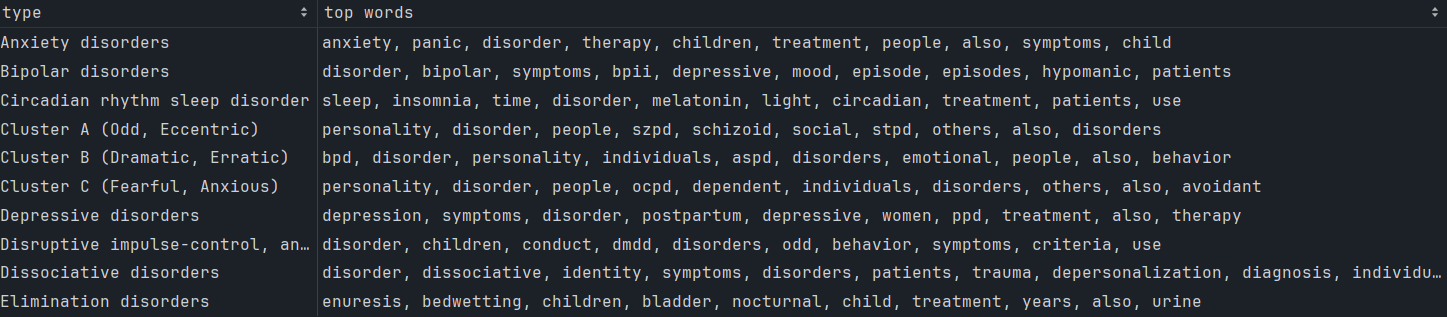 type top words
Anxiety disorders anxiety, panic, disorder, therapy, children, treatment, people, also, symptoms, child
Bipolar disorders disorder, bipolar, symptoms, bpii, depressive, mood, episode, episodes, hypomanic, patients
Circadian rhythm sleep disorder sleep, insomnia, time, disorder, melatonin, light, circadian, treatment, patients, use
Cluster A (Odd, Eccentric) personality, disorder, people, szpd, schizoid, social, stpd, others, also, disorders
Cluster B (Dramatic, Erratic) bpd, disorder, personality, individuals, aspd, disorders, emotional, people, also, behavior
Cluster C (Fearful, Anxious) personality, disorder, people, ocpd, dependent, individuals, disorders, others, also, avoidant
Depressive disorders depression, symptoms, disorder, postpartum, depressive, women, ppd, treatment, also, therapy
Disruptive impulse-control, an… disorder, children, conduct, dmdd, disorders, odd, behavior, symptoms, criteria, use
Dissociative disorders disorder, dissociative, identity, symptoms, disorders, patients, trauma, depersonalization, diagnosis, individu…
Elimination disorders enuresis, bedwetting, children, bladder, nocturnal, child, treatment, years, also, urine